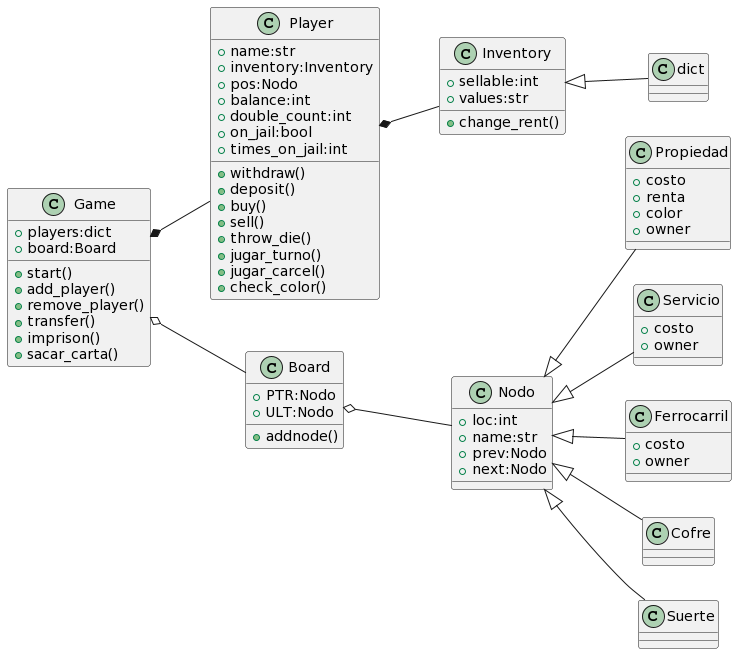 C Game
players:dict
board:Board
start()
add_player()
remove_player()
transfer()
imprison()
sacar_carta()
C Player
name:str
inventory:Inventory
pos:Nodo
balance:int
double_count:int
on_jail:bool
times_on_jail:int
withdraw()
deposit()
buy()
sell()
throw_die()
jugar_turno()
jugar_carcel()
check_color()
C Board
PTR:Nodo
ULT:Nodo
addnode()
C Inventory
sellable:int
values:str
change_rent()
C dict
C Nodo
loc:int
name:str
prev:Nodo
next:Nodo
C Propiedad
costo
renta
color
owner
C Servicio
costo
owner
C Ferrocarril
costo
owner
C Cofre
C Suerte